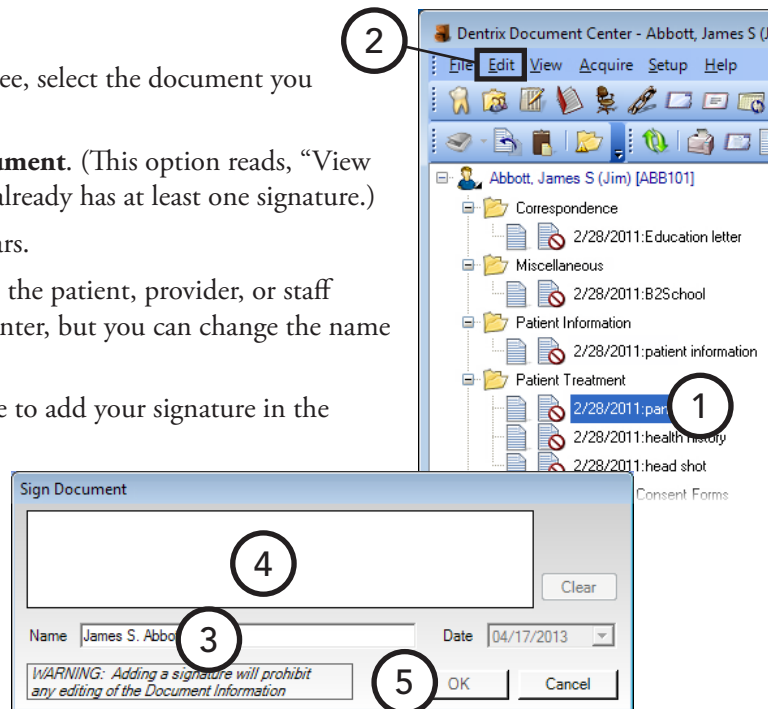 ee, select the document you
ument. (This option reads, “View
already has at least one signature.)
ars.
the patient, provider, or staff
nter, but you can change the name
e to add your signature in the
2
Dentrix Document Center - Abbott, James S (J
File Edit View Acquire Setup Help
Abbott, James S (Jim) [ABB101]
Correspondence
2/28/2011:Education letter
Miscellaneous
2/28/2011:B2School
Patient Information
2/28/2011:patient information
Patient Treatment
2/28/2011:pan
1
2/28/2011:health history
2/28/2011:head shot
Consent Forms
Sign Document
4
Clear
Name James S. Abbo
3
Date 04/17/2013
WARNING: Adding a signature will prohibit
any editing of the Document Information
5
OK Cancel